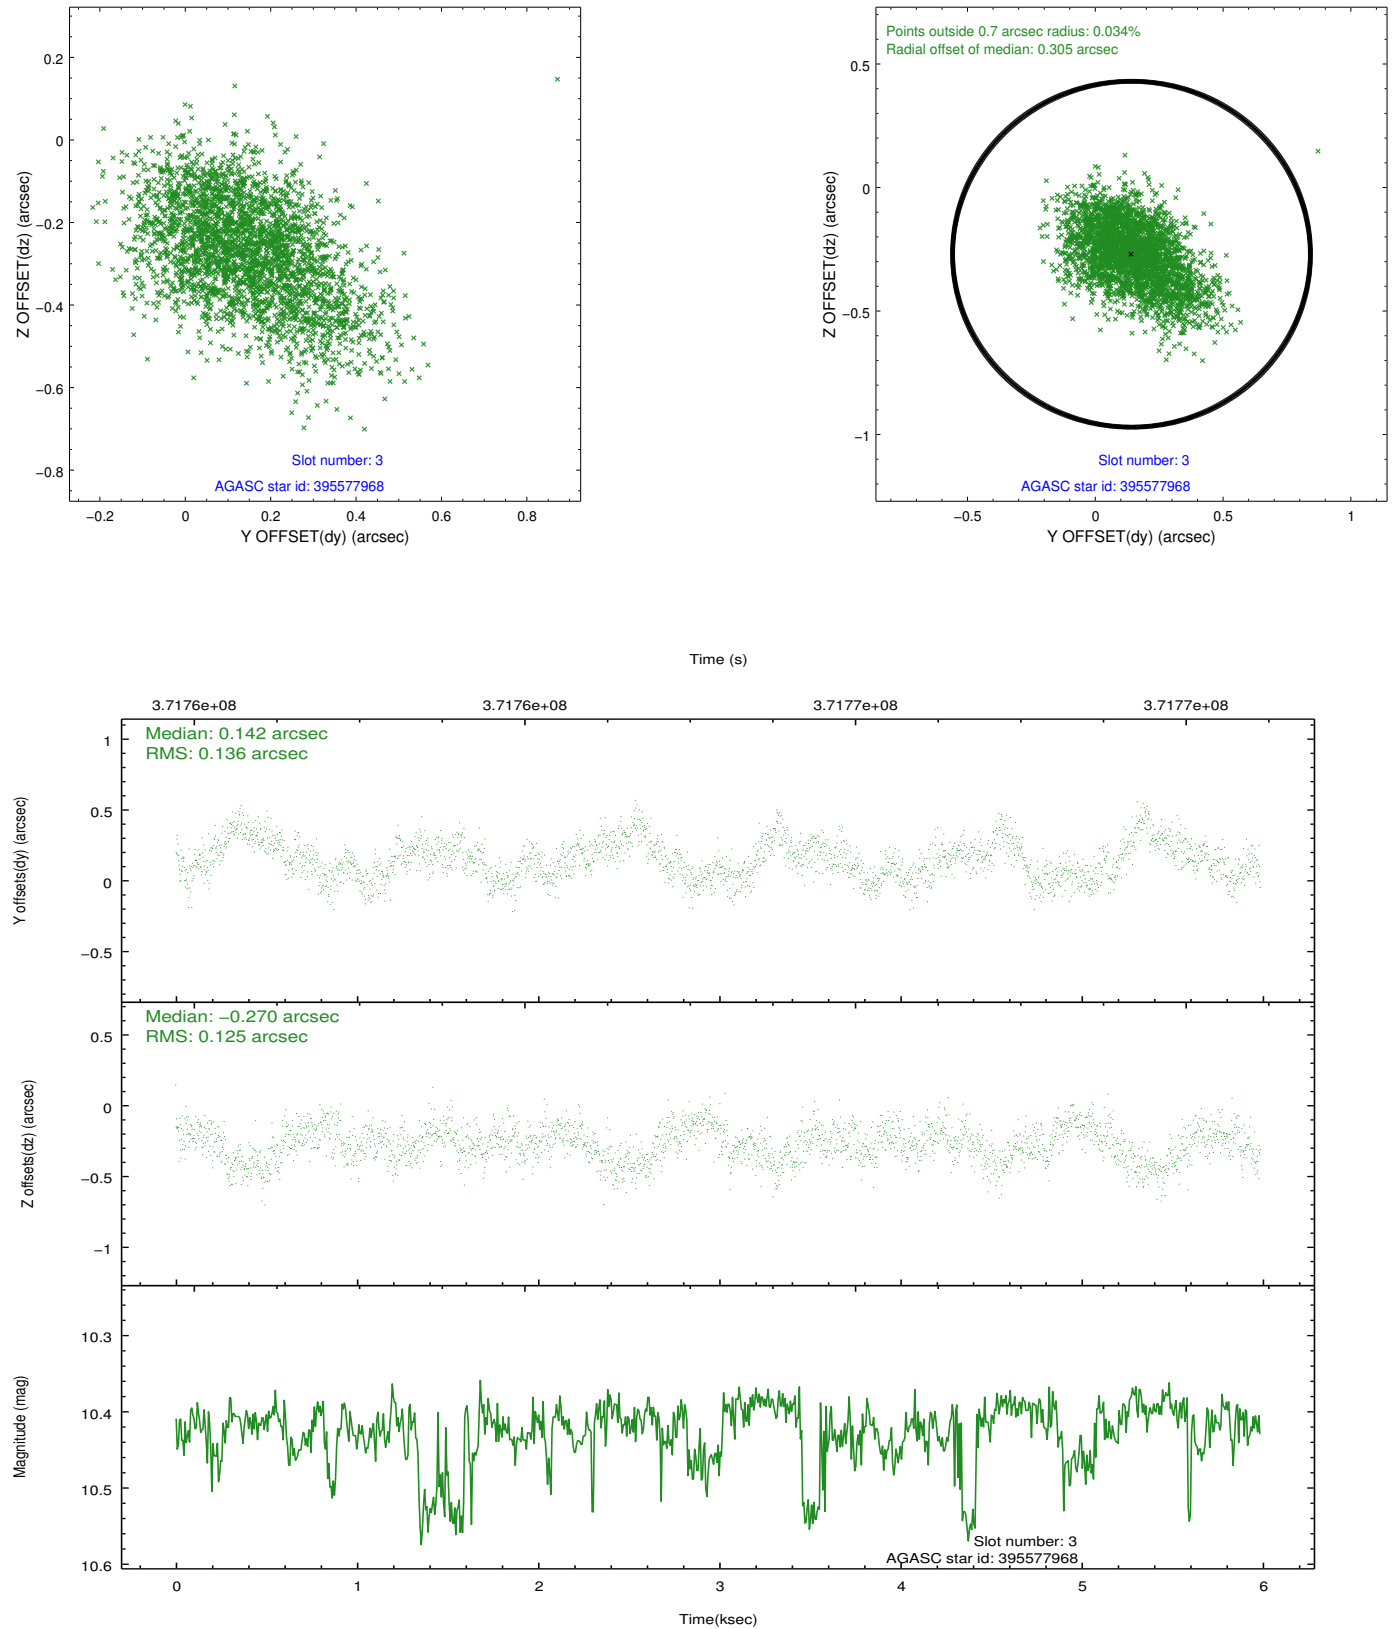 0.2
0
−0.2
−0.4
−0.6
−0.8
Z OFFSET(dz) (arcsec)
Slot number: 3
AGASC star id: 395577968
−0.2
0
0.2
0.4
0.6
0.8
Y OFFSET(dy) (arcsec)
Points outside 0.7 arcsec radius: 0.034%
Radial offset of median: 0.305 arcsec
0.5
0
−0.5
−1
Z OFFSET(dz) (arcsec)
Slot number: 3
AGASC star id: 395577968
−0.5
0
0.5
1
Y OFFSET(dy) (arcsec)
Time (s)
3.7176e+08
3.7176e+08
3.7177e+08
3.7177e+08
Median: 0.142 arcsec
RMS: 0.136 arcsec
1
0.5
0
−0.5
Y offsets(dy) (arcsec)
Median: −0.270 arcsec
RMS: 0.125 arcsec
0.5
0
−0.5
−1
Z offsets(dz) (arcsec)
10.3
10.4
10.5
10.6
Magnitude (mag)
Slot number: 3
AGASC star id: 395577968
0
1
2
3
4
5
6
Time(ksec)